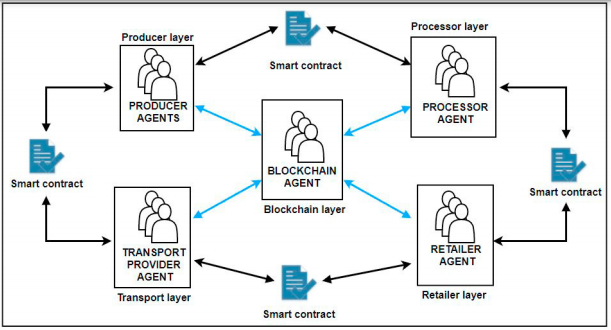 Producer layer
Smart contract
Processor layer
PRODUCER
AGENTS
PROCESSOR
AGENT
Smart contract
BLOCKCHAIN
AGENT
Blockchain layer
Smart contract
TRANSPORT
PROVIDER
AGENT
Transport layer
RETAILER
AGENT
Retailer layer
Smart contract